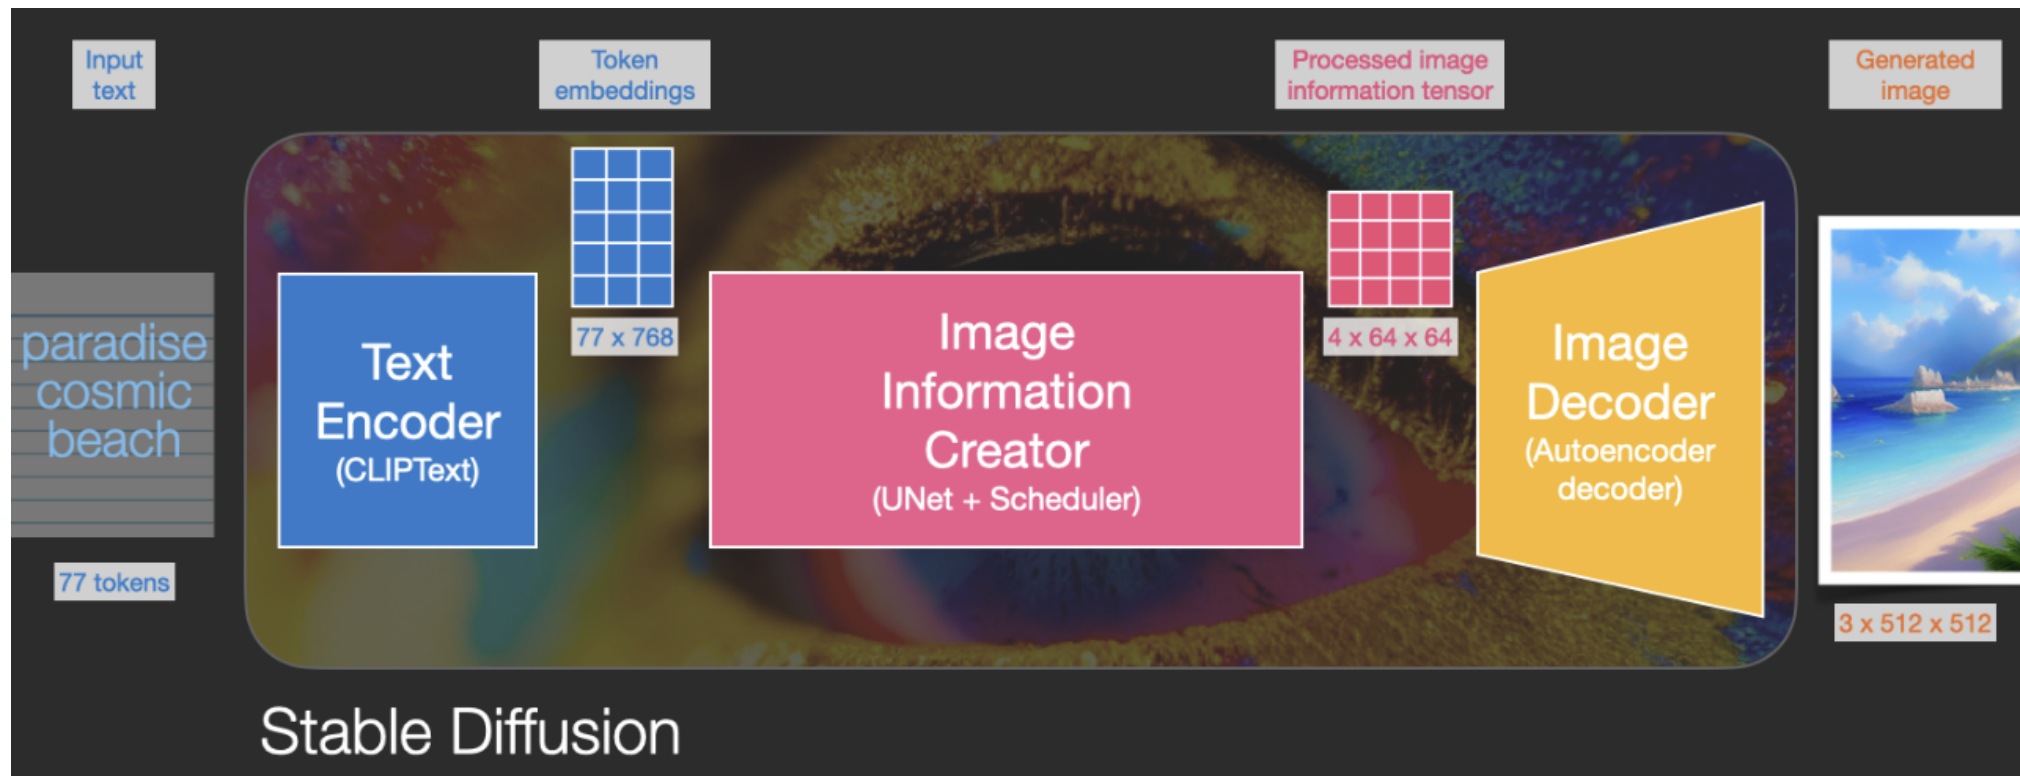 Input
text
Token
embeddings
Processed image
information tensor
Generated
image
paradise
cosmic
beach
77 tokens
Text
Encoder
(CLIPText)
77 x 768
Image
Information
Creator
(UNet + Scheduler)
4 x 64 x 64
Image
Decoder
(Autoencoder
decoder)
3 x 512 x 512
Stable Diffusion